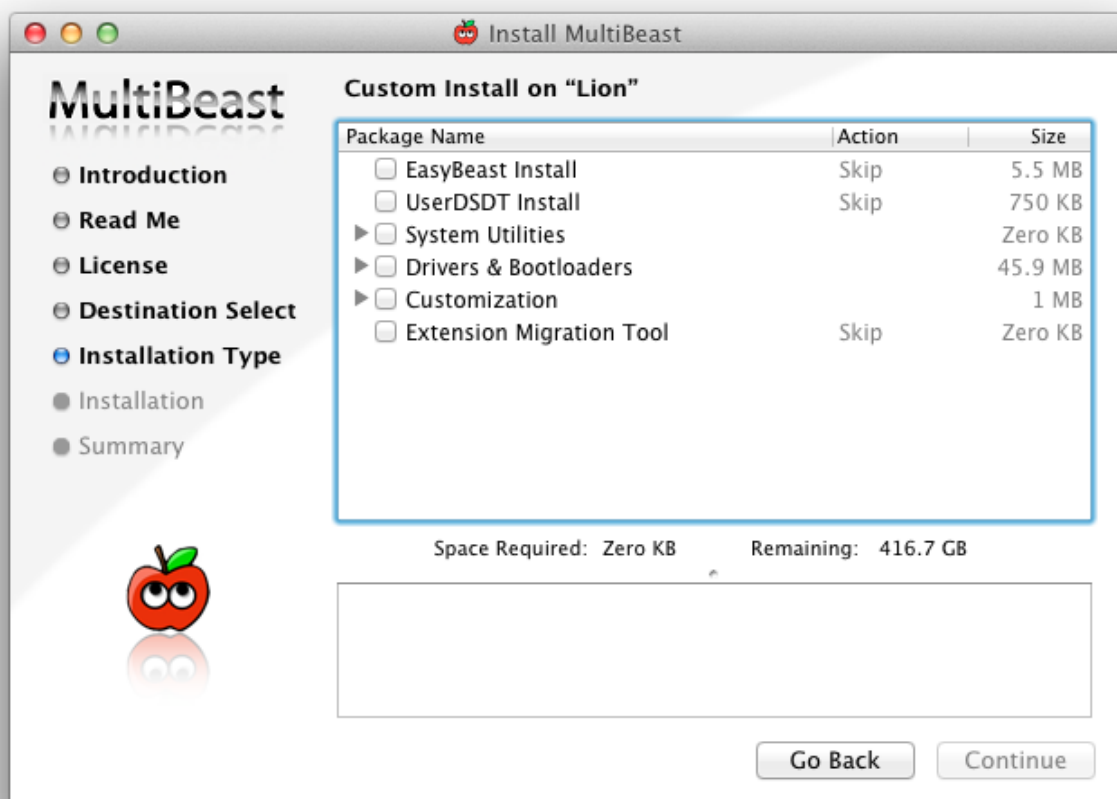 Install MultiBeast
MultiBeast
Introduction
Read Me
License
Destination Select
Installation Type
Installation
Summary
Custom Install on “Lion”
Package Name Action Size
EasyBeast Install Skip 5.5 MB
UserDSDT Install Skip 750 KB
System Utilities Zero KB
Drivers & Bootloaders 45.9 MB
Customization 1 MB
Extension Migration Tool Skip Zero KB
Space Required: Zero KB Remaining: 416.7 GB
Go Back Continue